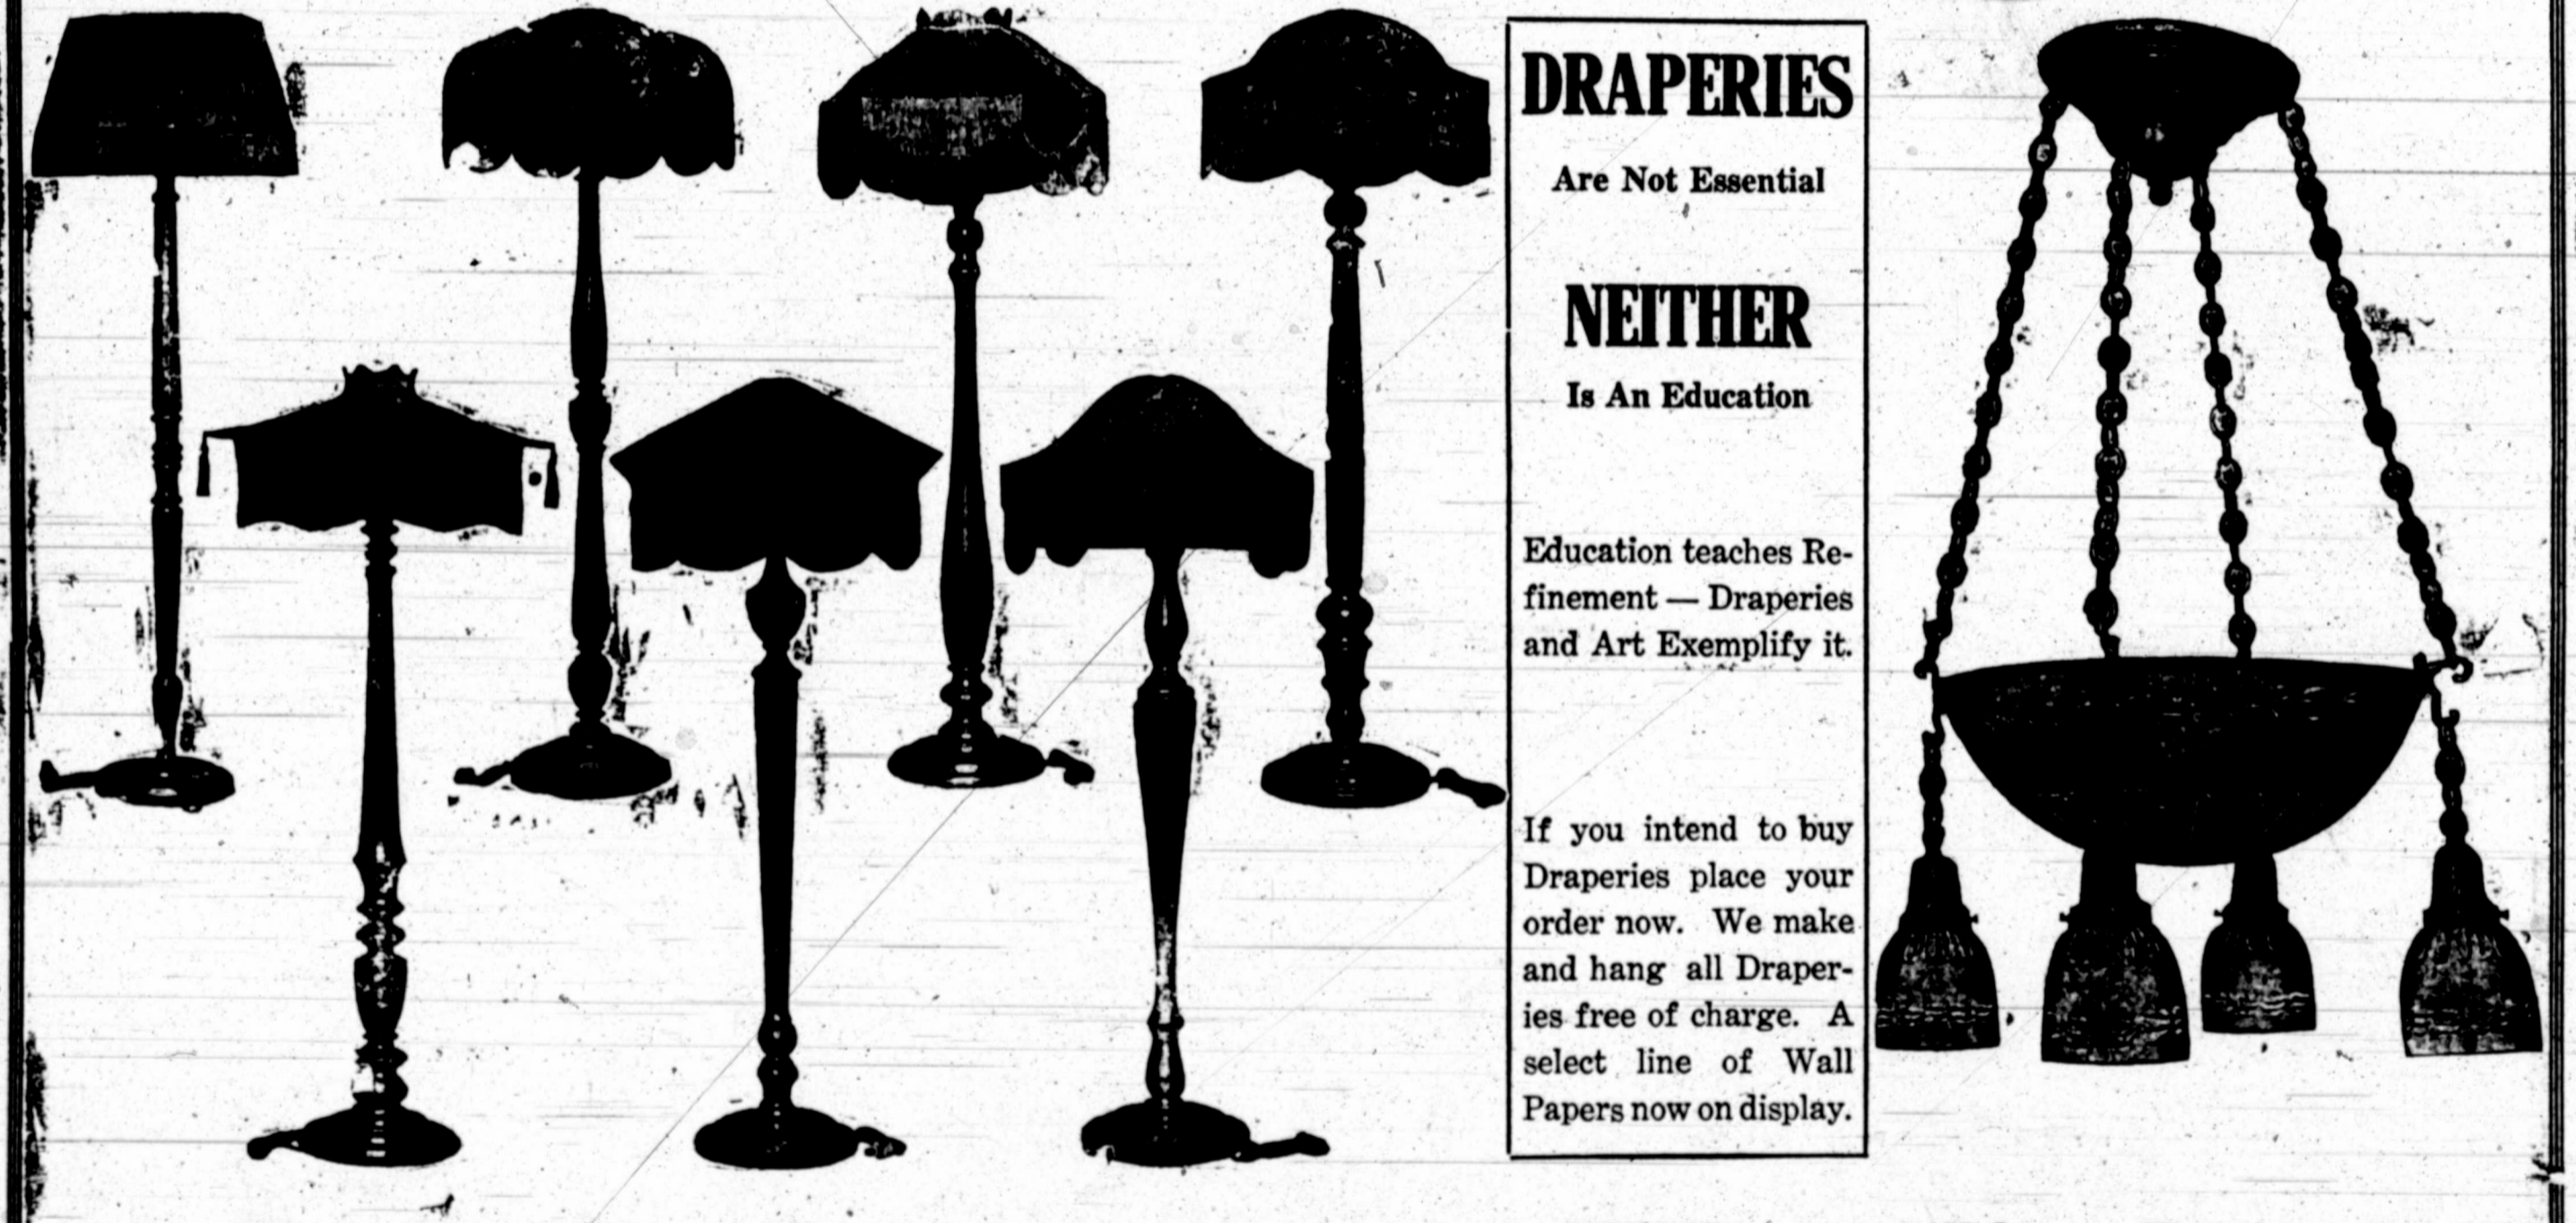 DRAPERIES
Are Not Essential
NEITHER
Is An Education
Education teaches Re-
finement — Draperies
and Art Exemplify it.
If you intend to buy
Draperies place your
order now. We make
and hang all Draper-
ies free of charge. A
select line of Wall
Papers now on display.